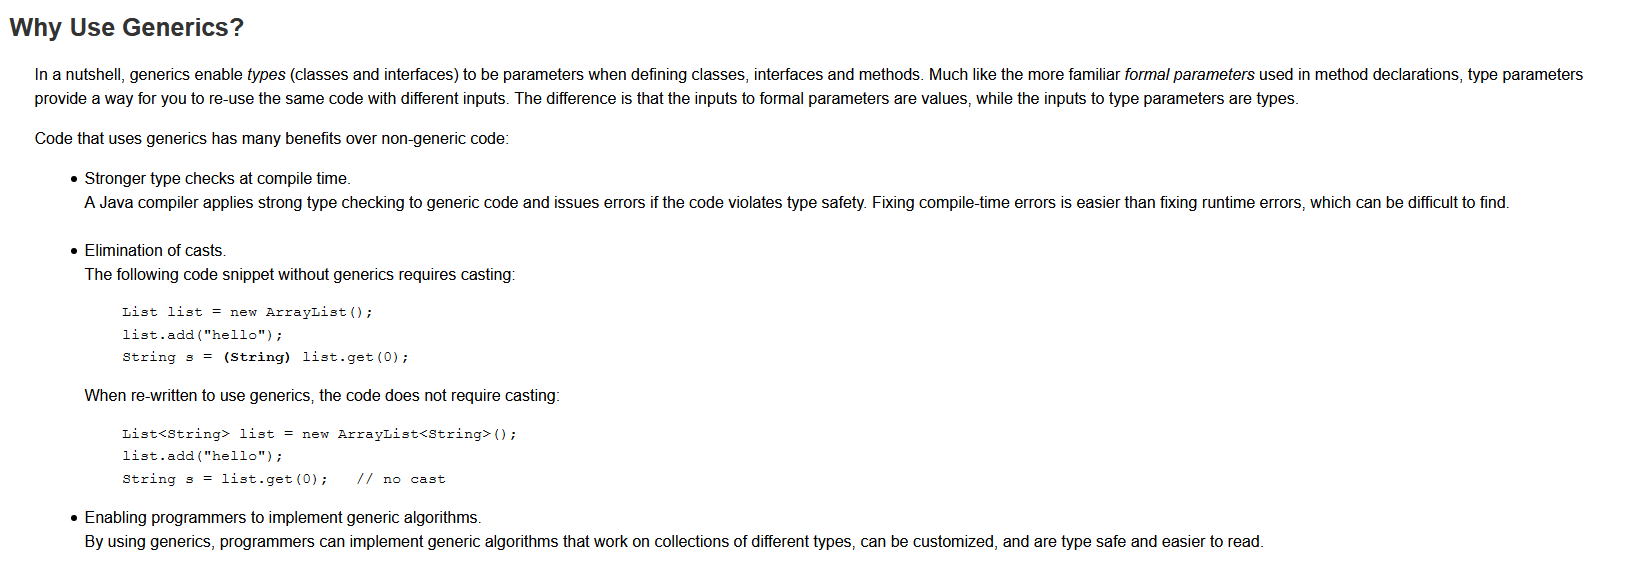 Why Use Generics?
In a nutshell, generics enable types (classes and interfaces) to be parameters when defining classes, interfaces and methods. Much like the more familiar formal parameters used in method declarations, type parameters
provide a way for you to re-use the same code with different inputs. The difference is that the inputs to formal parameters are values, while the inputs to type parameters are types.
Code that uses generics has many benefits over non-generic code:
• Stronger type checks at compile time.
A Java compiler applies strong type checking to generic code and issues errors if the code violates type safety. Fixing compile-time errors is easier than fixing runtime errors, which can be difficult to find.
• Elimination of casts.
The following code snippet without generics requires casting:
List list = new ArrayList();
list.add("hello");
String s = (String) list.get(0);
When re-written to use generics, the code does not require casting:
List<String> list = new ArrayList<String>();
list.add("hello");
String s = list.get(0);   // no cast
• Enabling programmers to implement generic algorithms.
By using generics, programmers can implement generic algorithms that work on collections of different types, can be customized, and are type safe and easier to read.